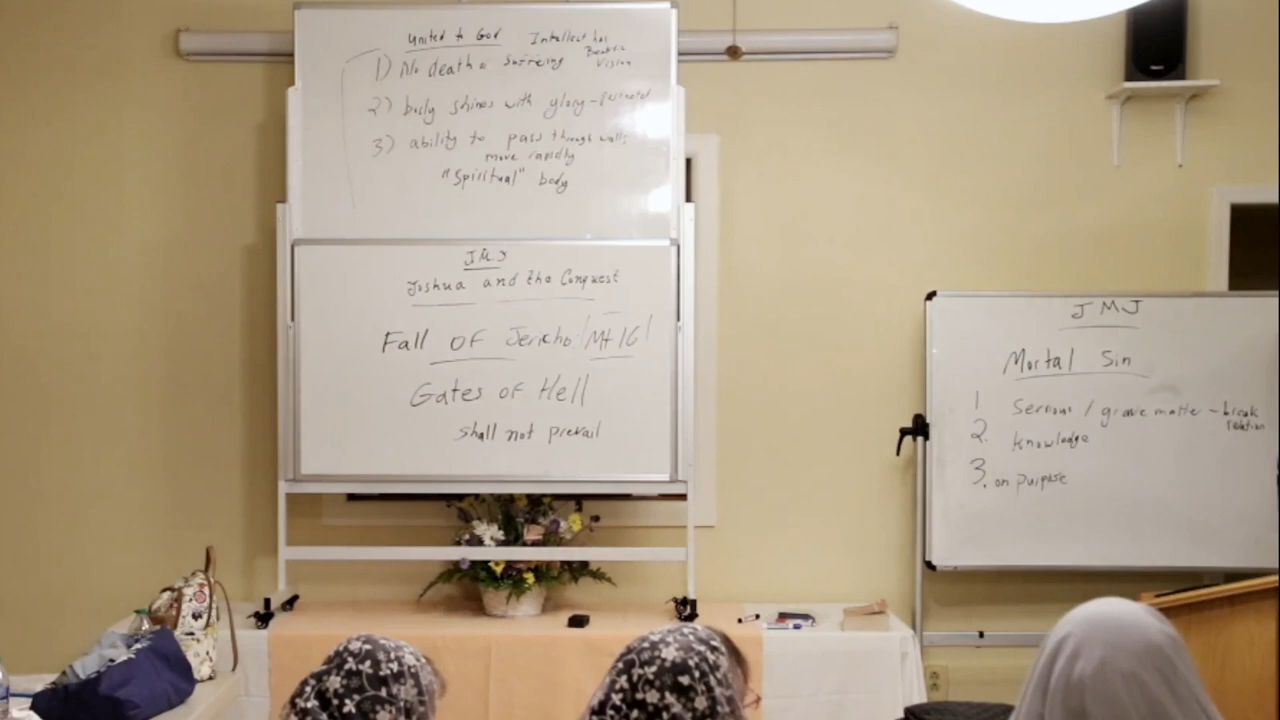 United to God Intellect has
Beatific
Vision
1) No death or suffering
2) body shines with glory -
3) ability to pass through walls
move rapidly
"Spiritual" body
J.M.J
Joshua and the Conquest
Fall OF Jericho Mt 16
Gates of Hell
shall not prevail
JMJ
Mortal Sin
1 Serious / grave matter - break
relation
2. Knowledge
3. on purpose